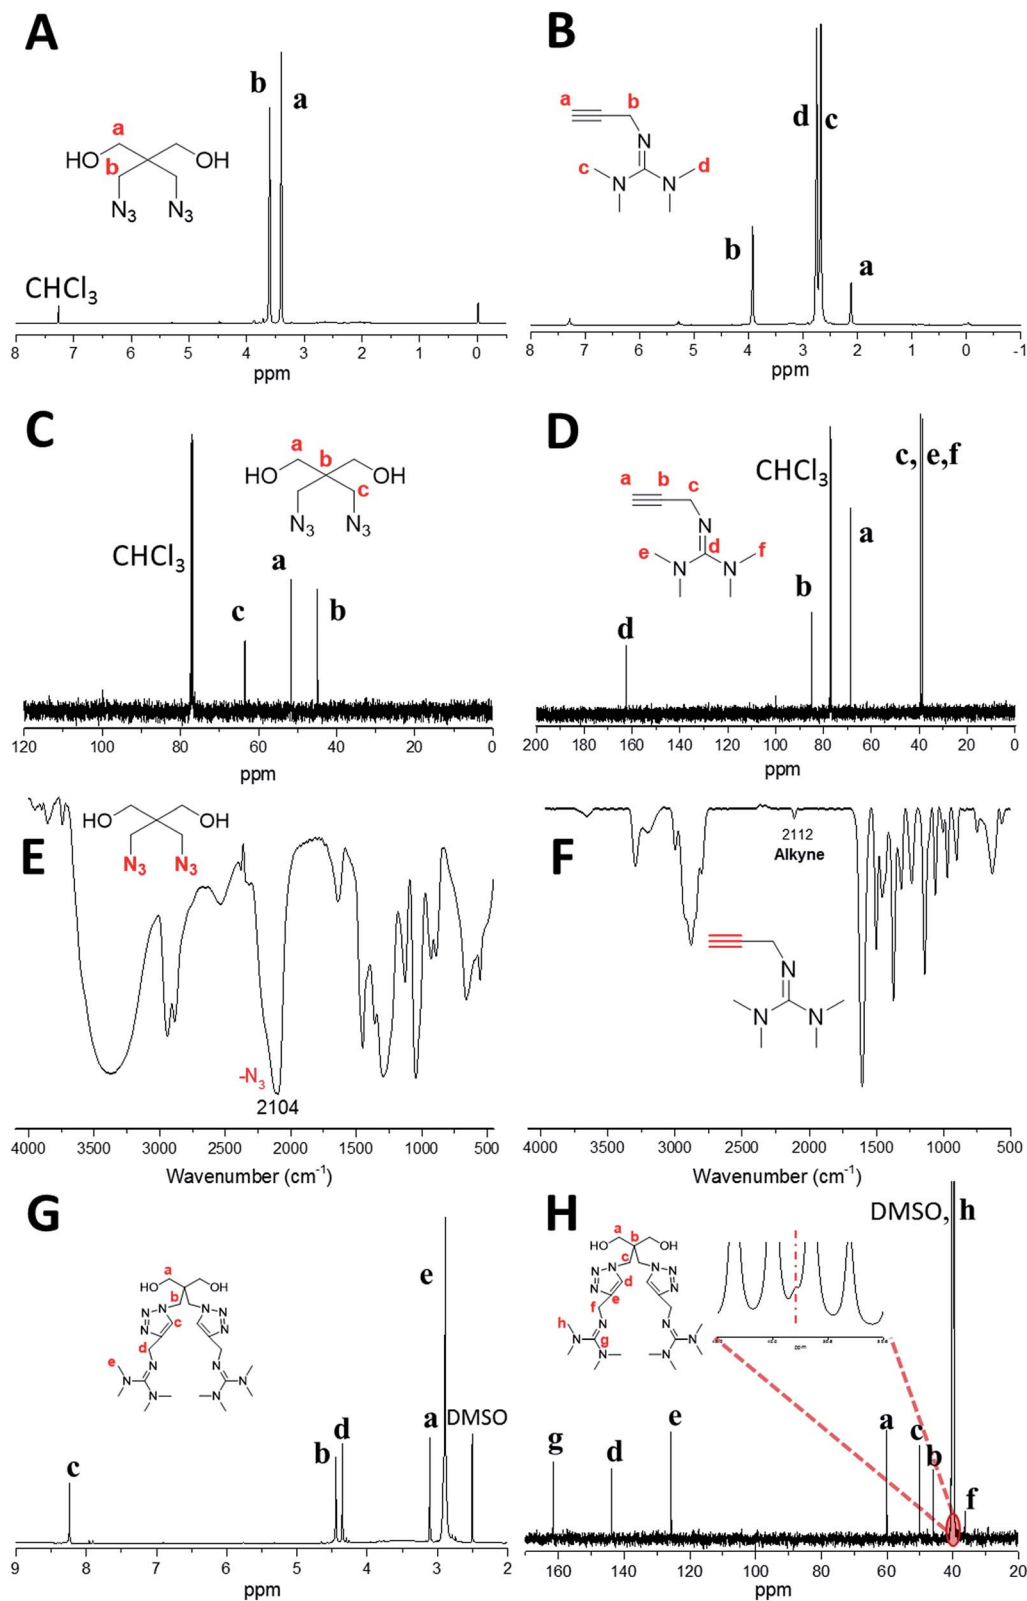 A
b
a
a
HO
OH
b
N3
N3
CHCl3
8 7 6 5 4 3 2 1 0
ppm
B
a
b
N
c
d
N
N
d
c
b
a
8 7 6 5 4 3 2 1 0 -1
ppm
C
a
b
HO
OH
c
N3
N3
CHCl3
a
c
b
120 100 80 60 40 20 0
ppm
D
c, e,f
CHCl3
a
b
c
N
e
d
f
N
N
a
b
d
200 180 160 140 120 100 80 60 40 20 0
ppm
E
HO
OH
N3
N3
-N3
2104
4000 3500 3000 2500 2000 1500 1000 500
Wavenumber (cm-1)
F
2112
Alkyne
N
N
N
4000 3500 3000 2500 2000 1500 1000 500
Wavenumber (cm-1)
G
a
HO
OH
b
N
N
N
N
c
N
N
d
N
N
e
N
N
N
N
e
a
DMSO
d
b
c
9 8 7 6 5 4 3 2
ppm
H
DMSO, h
a
b
HO
OH
c
N
N
N
d
N
N
N
e
f
N
N
h
N
g
N
N
N
ppm
g
d
e
a
c
b
f
160 140 120 100 80 60 40 20
ppm